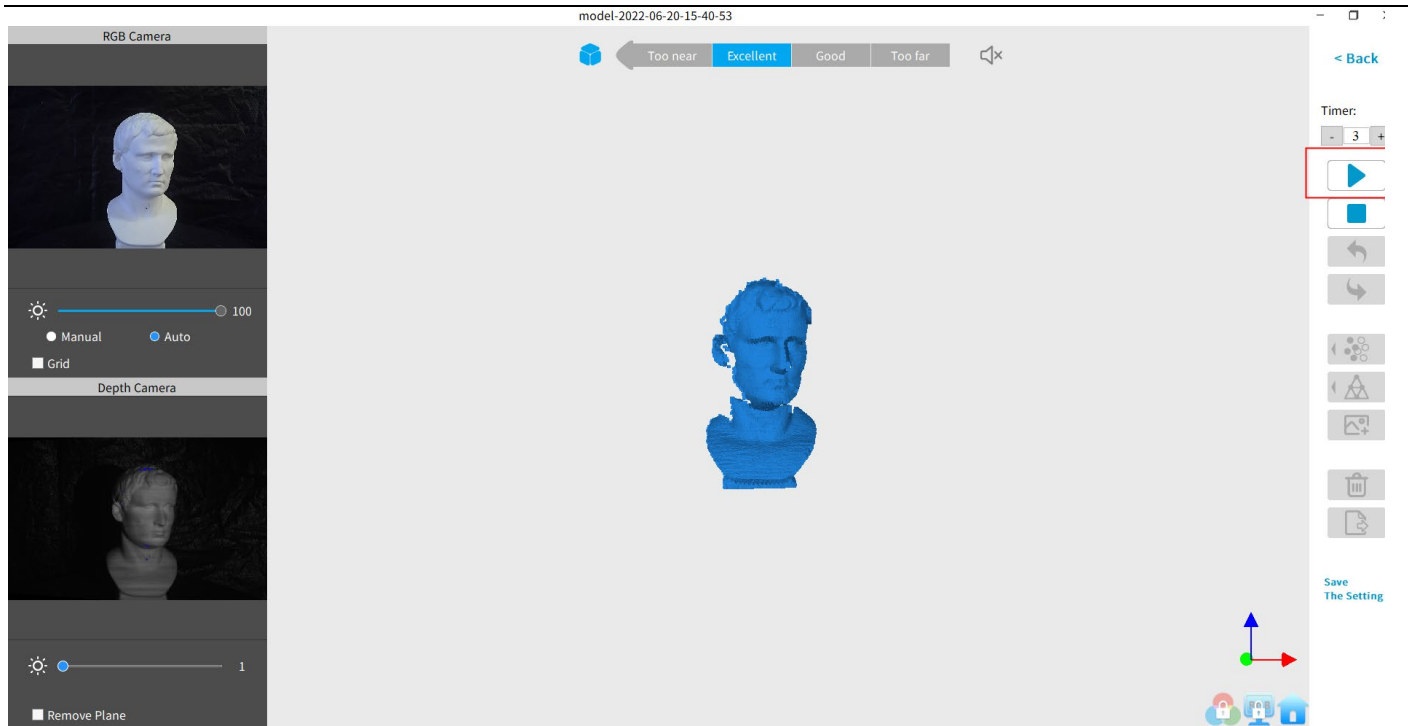 model-2022-06-20-15-40-53
RGB Camera
Too near Excellent Good Too far
< Back
Timer:
- 3 +
100
Manual Auto
Grid
Depth Camera
1
Remove Plane
Save
The Setting